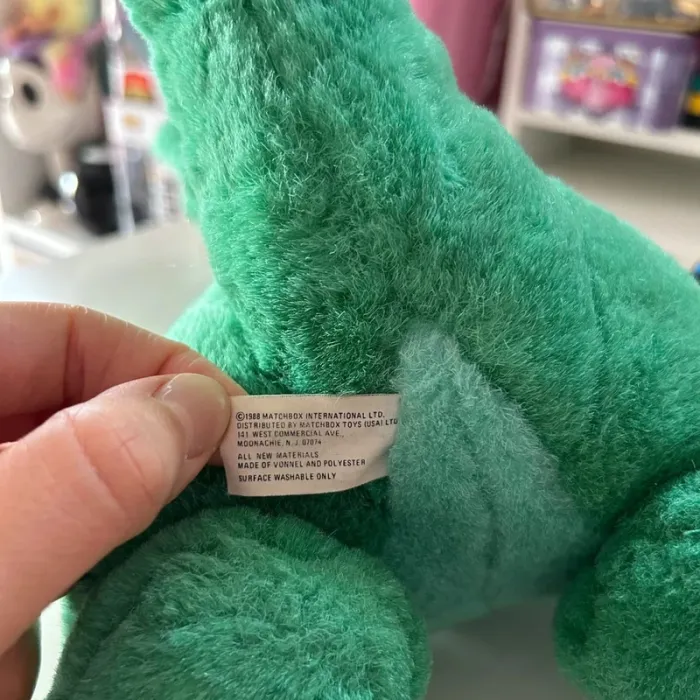 ©1988 MATCHBOX INTERNATIONAL LTD.
DISTRIBUTED BY MATCHBOX TOYS (USA) LTD
141 WEST COMMERCIAL AVE.,
MOONACHIE, N.J. 07074
ALL NEW MATERIALS
MADE OF VONNEL AND POLYESTER
SURFACE WASHABLE ONLY